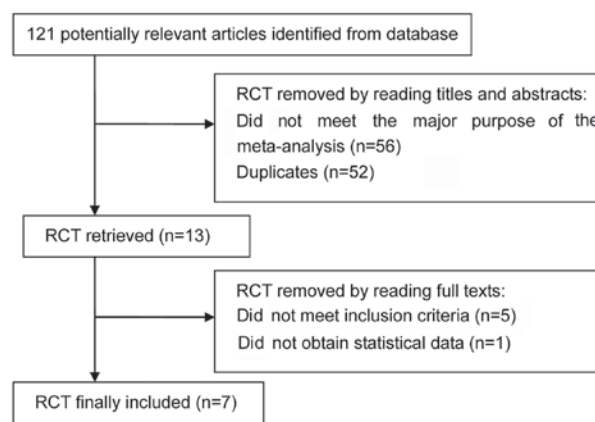 121 potentially relevant articles identified from database
RCT removed by reading titles and abstracts:
Did not meet the major purpose of the
meta-analysis (n=56)
Duplicates (n=52)
RCT retrieved (n=13)
RCT removed by reading full texts:
Did not meet inclusion criteria (n=5)
Did not obtain statistical data (n=1)
RCT finally included (n=7)